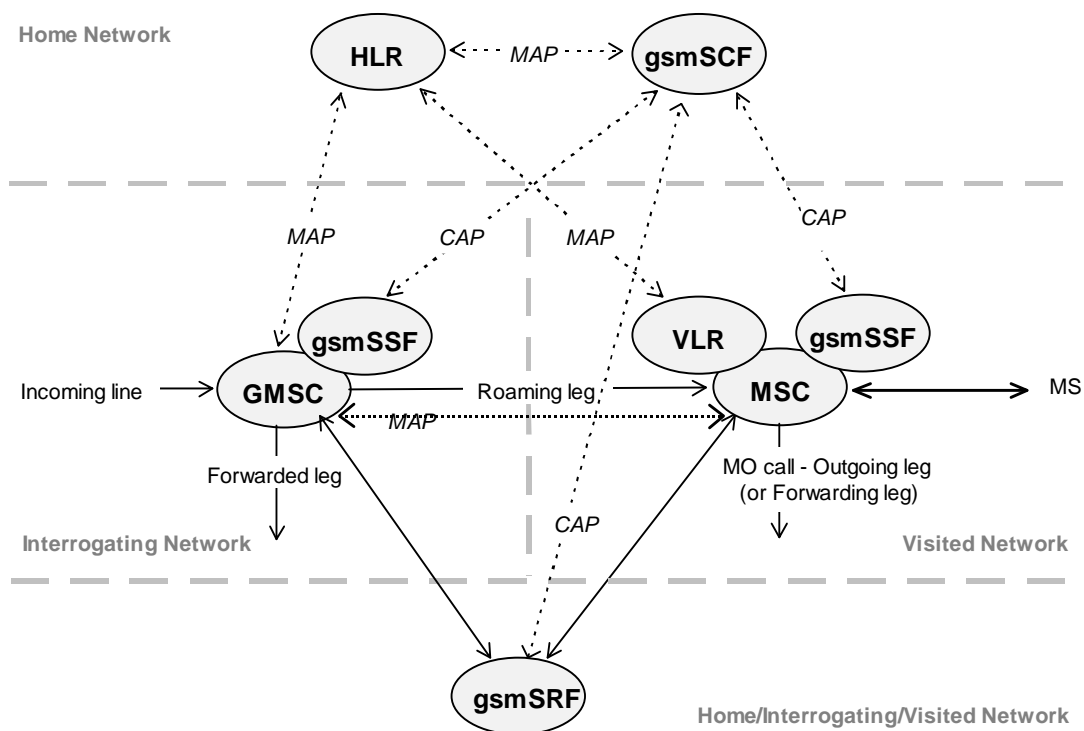 Home Network
HLR
MAP
gsmSCF
MAP
CAP
MAP
CAP
gsmSSF
VLR
gsmSSF
Incoming line
GMSC
Roaming leg
MSC
MS
MAP
Forwarded leg
MO call - Outgoing leg
(or Forwarding leg)
CAP
Interrogating Network
Visited Network
gsmSRF
Home/Interrogating/Visited Network